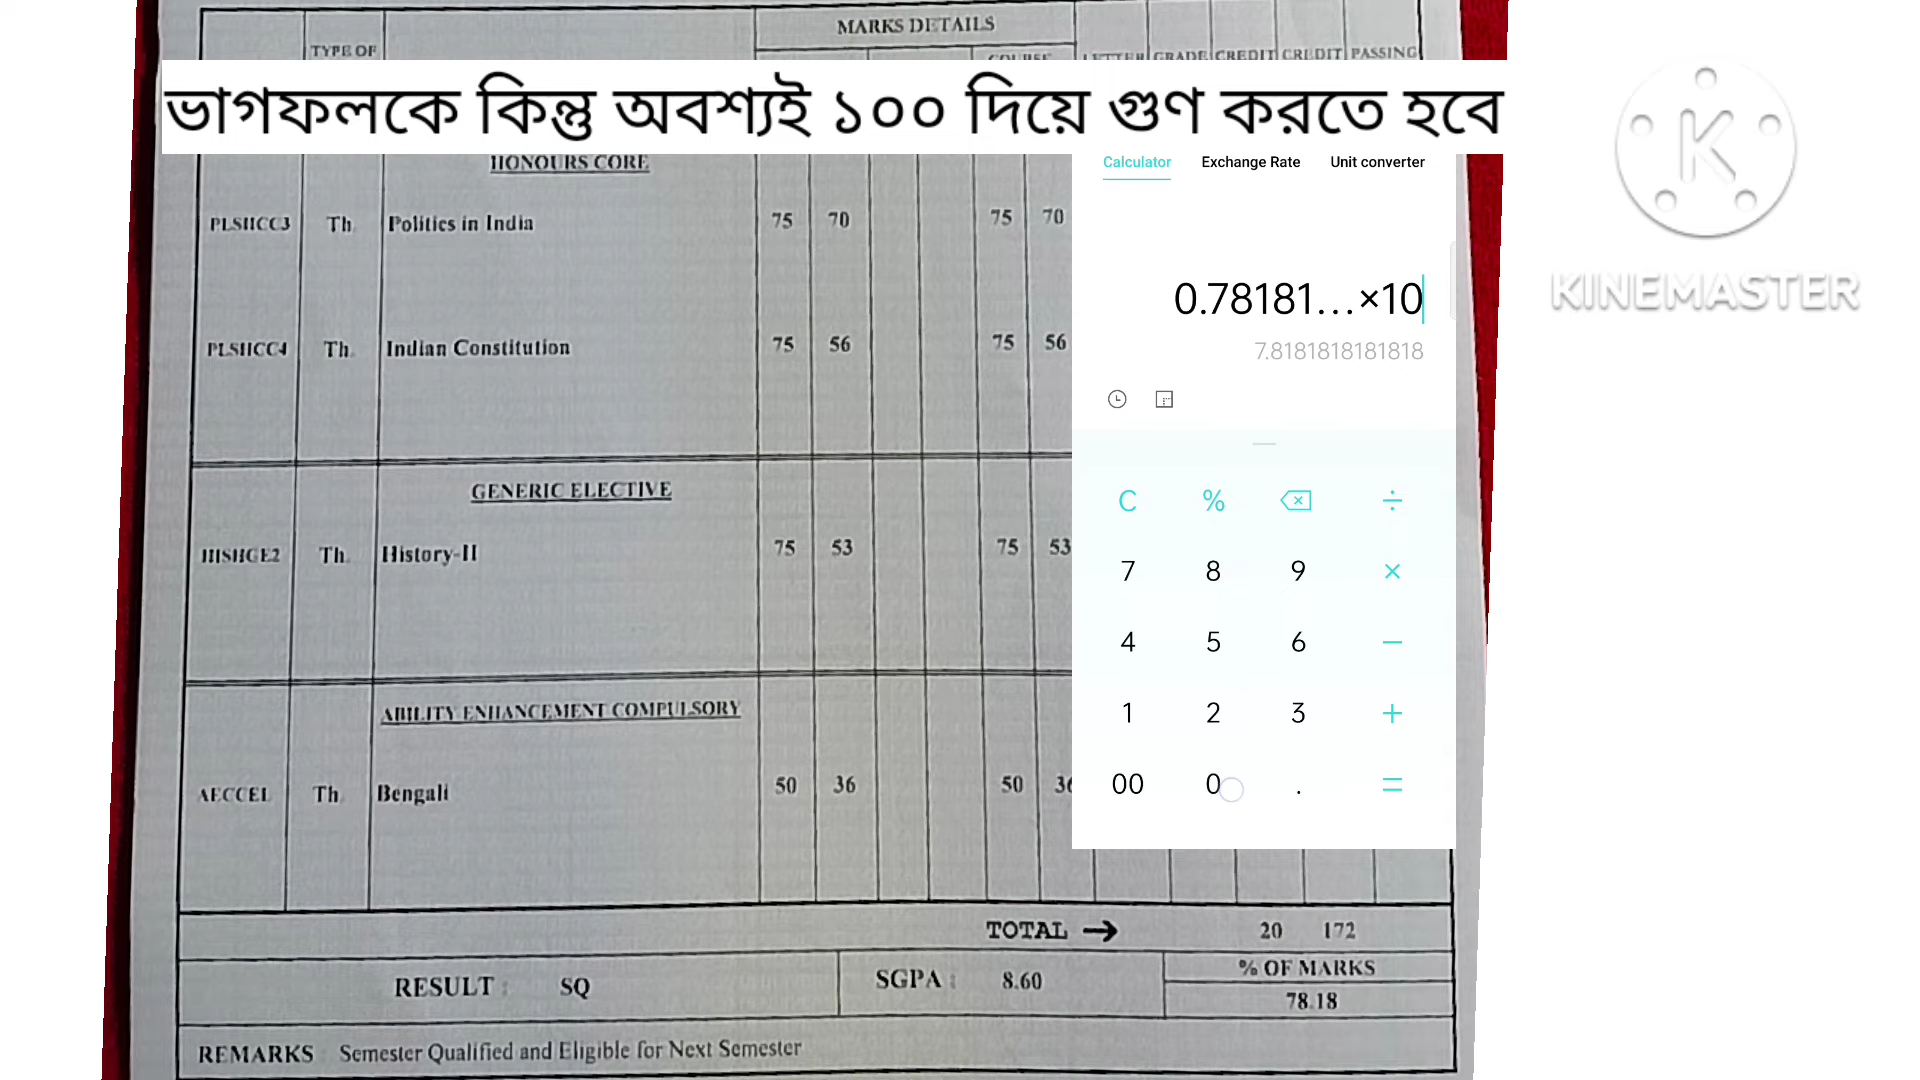 MARKS DETAILS
TYPE OF
GRADE CREDIT CREDIT PASSING
ভাগফলকে কিন্তু অবশ্যই ১০০ দিয়ে গুণ করতে হবে
HONOURS CORE
PLSHCC3 Th Politics in India 75 70 75 70
PLSHCC4 Th. Indian Constitution 75 56 75 56
GENERIC ELECTIVE
HISHGE2 Th. History-II 75 53 75 53
ABILITY ENHANCEMENT COMPULSORY
AECCEL Th Bengali 50 36 50
TOTAL → 20 172
RESULT : SQ SGPA : 8.60 % OF MARKS
78.18
REMARKS Semester Qualified and Eligible for Next Semester
Calculator Exchange Rate Unit converter
0.78181...×10
7.8181818181818
C % ÷
7 8 9 ×
4 5 6 −
1 2 3 +
00 0 . =
K
KINEMASTER